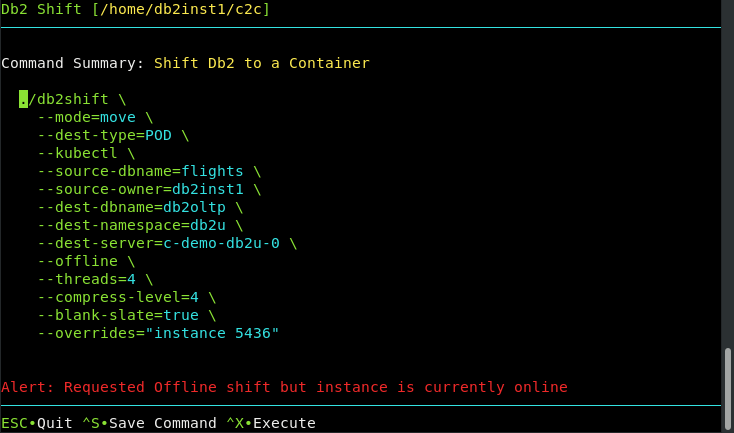 Db2 Shift [/home/db2inst1/c2c]
Command Summary: Shift Db2 to a Container
./db2shift \
--mode=move \
--dest-type=POD \
--kubectl \
--source-dbname=flights \
--source-owner=db2inst1 \
--dest-dbname=db2oltp \
--dest-namespace=db2u \
--dest-server=c-demo-db2u-0 \
--offline \
--threads=4 \
--compress-level=4 \
--blank-slate=true \
--overrides="instance 5436"
Alert: Requested Offline shift but instance is currently online
ESC•Quit ^S•Save Command ^X•Execute